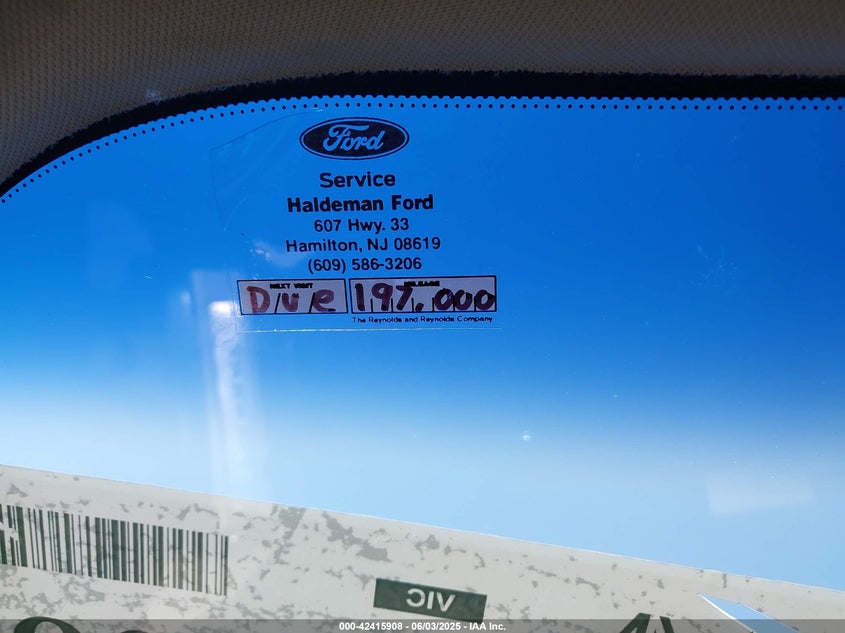 Ford
Service
Haldeman Ford
607 Hwy. 33
Hamilton, NJ 08619
(609) 586-3206
NEXT VISIT MILEAGE
DUE 197,000
The Reynolds and Reynolds Company
VIC
000-42415908 - 06/03/2025 - IAA Inc.